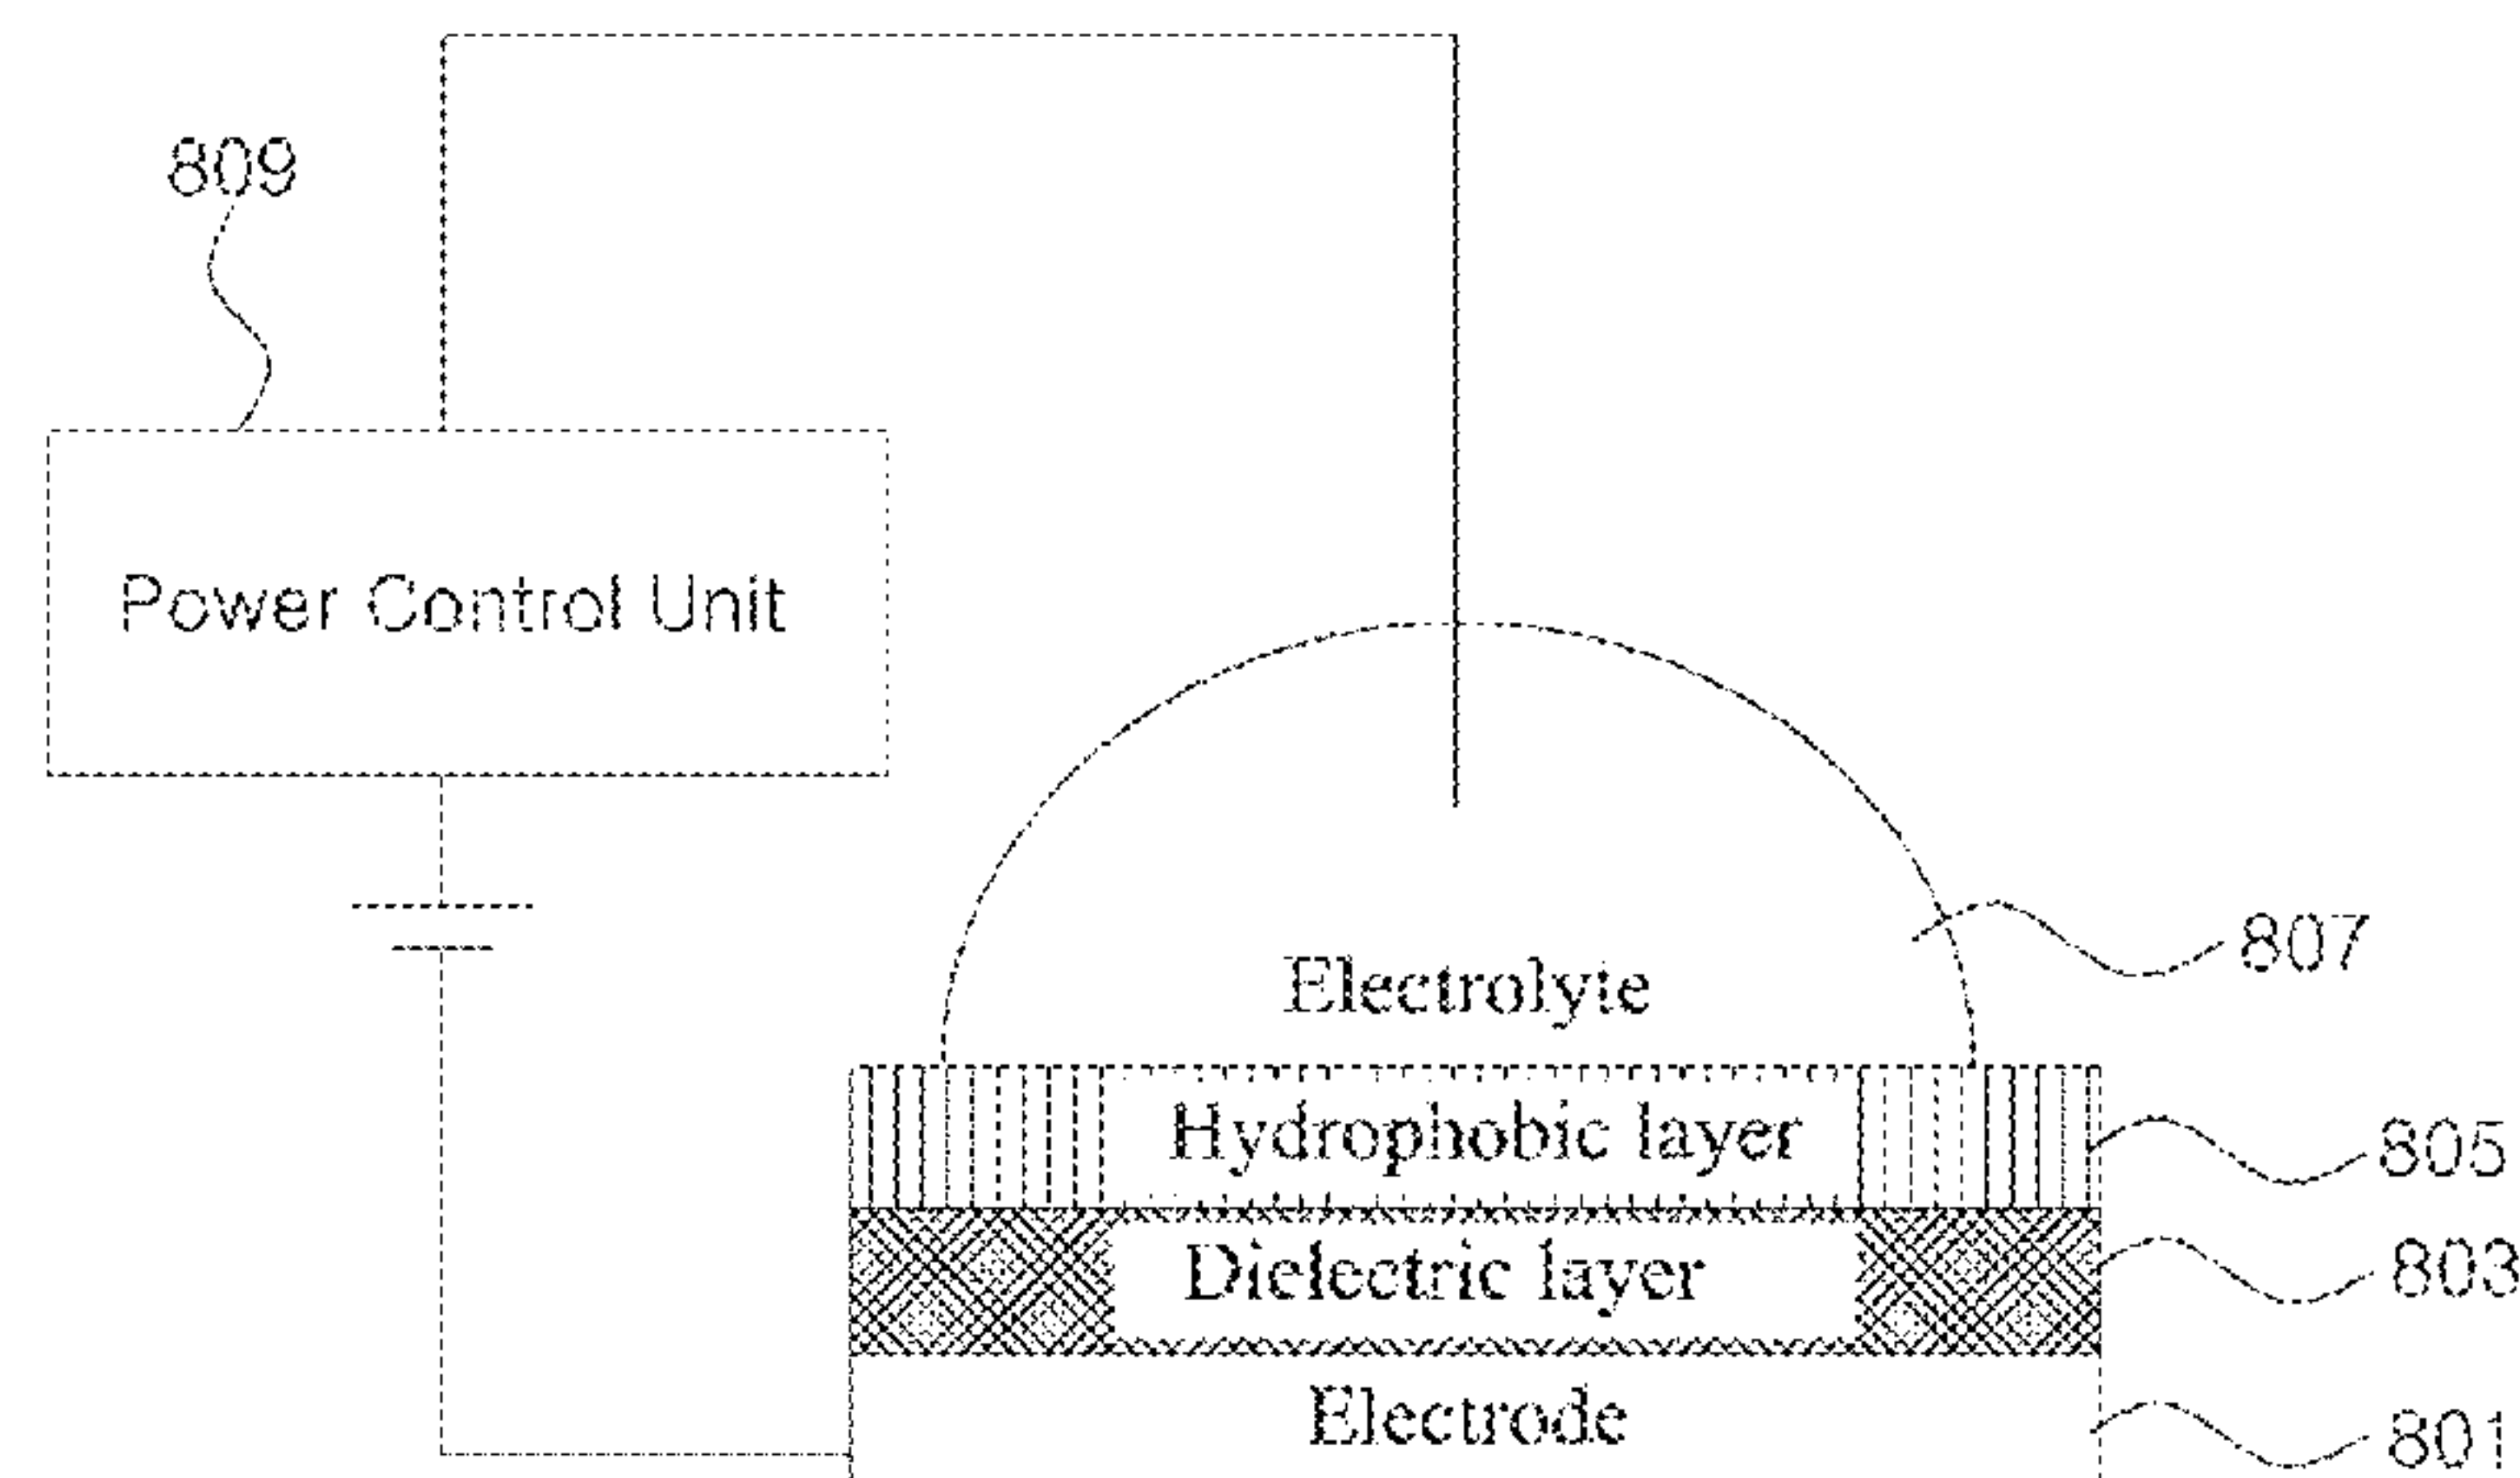 809
Power Control Unit
807
Electrolyte
Hydrophobic layer
805
Dielectric layer
803
Electrode
801